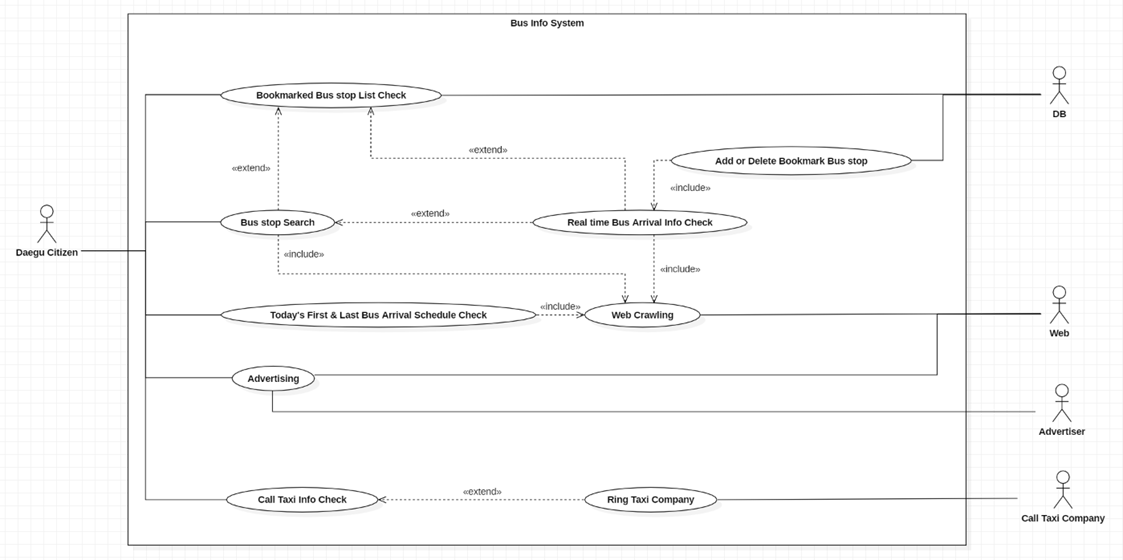 Bus Info System
Bookmarked Bus stop List Check
DB
«extend»
Add or Delete Bookmark Bus stop
«extend»
«include»
«extend»
Bus stop Search
Real time Bus Arrival Info Check
Daegu Citizen
«include»
«include»
«include»
Today's First & Last Bus Arrival Schedule Check
Web Crawling
Web
Advertising
Advertiser
Call Taxi Info Check
«extend»
Ring Taxi Company
Call Taxi Company